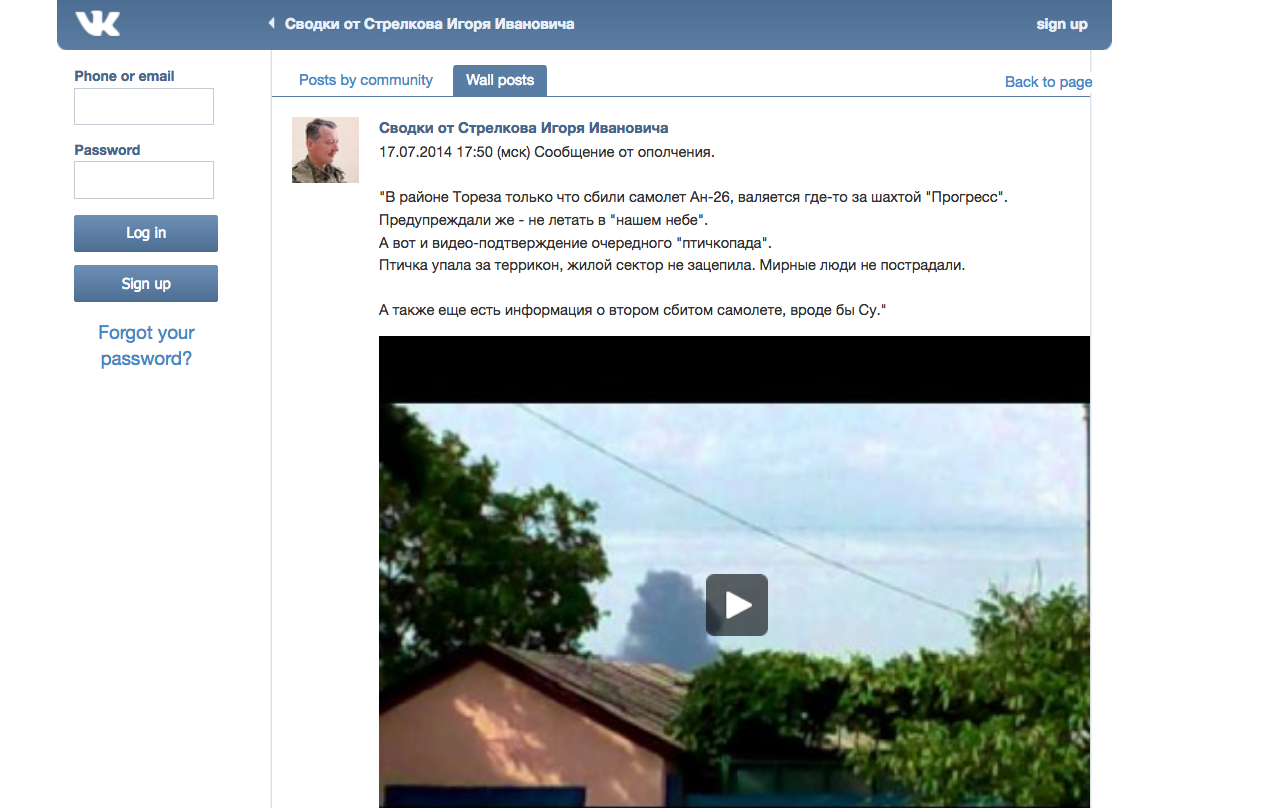 Сводки от Стрелкова Игоря Ивановича
sign up
Phone or email
Password
Log in
Sign up
Forgot your
password?
Posts by community
Wall posts
Back to page
Сводки от Стрелкова Игоря Ивановича
17.07.2014 17:50 (мск) Сообщение от ополчения.
"В районе Тореза только что сбили самолет Ан-26, валяется где-то за шахтой "Прогресс".
Предупреждали же - не летать в "нашем небе".
А вот и видео-подтверждение очередного "птичкопада".
Птичка упала за террикон, жилой сектор не зацепила. Мирные люди не пострадали.
А также еще есть информация о втором сбитом самолете, вроде бы Су."